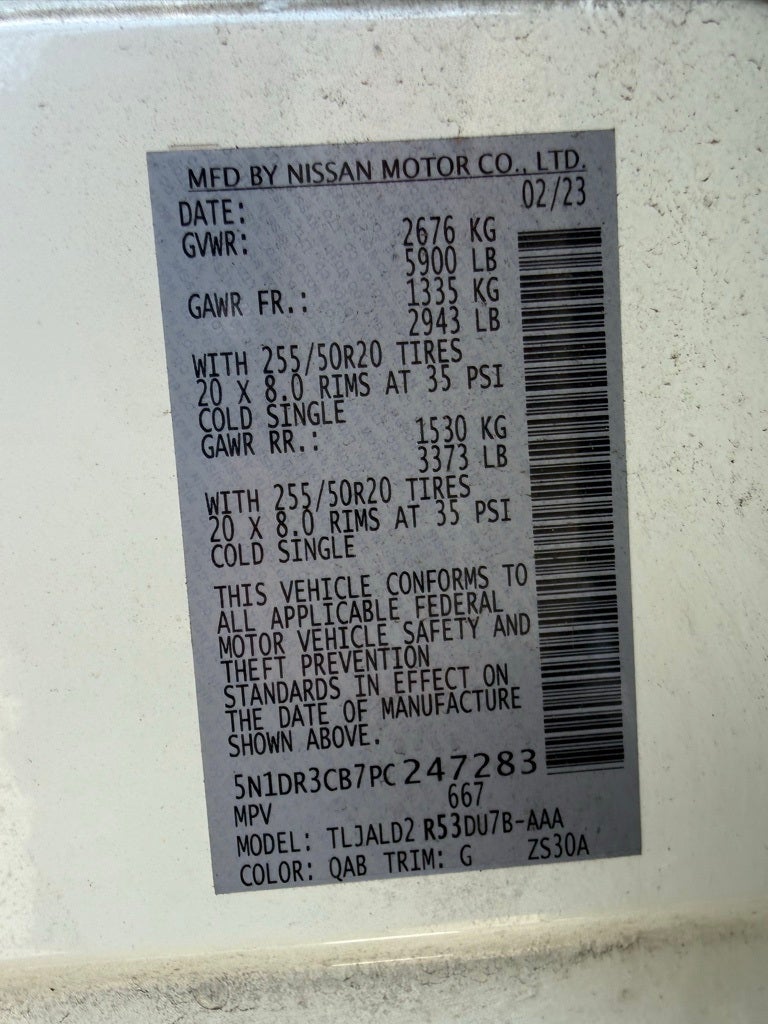 MFD BY NISSAN MOTOR CO., LTD.
DATE: 02/23
GVWR: 2676 KG
5900 LB
GAWR FR.: 1335 KG
2943 LB
WITH 255/50R20 TIRES
20 X 8.0 RIMS AT 35 PSI
COLD SINGLE
GAWR RR.: 1530 KG
3373 LB
WITH 255/50R20 TIRES
20 X 8.0 RIMS AT 35 PSI
COLD SINGLE
THIS VEHICLE CONFORMS TO
ALL APPLICABLE FEDERAL
MOTOR VEHICLE SAFETY AND
THEFT PREVENTION
STANDARDS IN EFFECT ON
THE DATE OF MANUFACTURE
SHOWN ABOVE.
5N1DR3CB7PC247283
MPV 667
MODEL: TLJALD2 R53DU7B-AAA
COLOR: QAB TRIM: G ZS30A